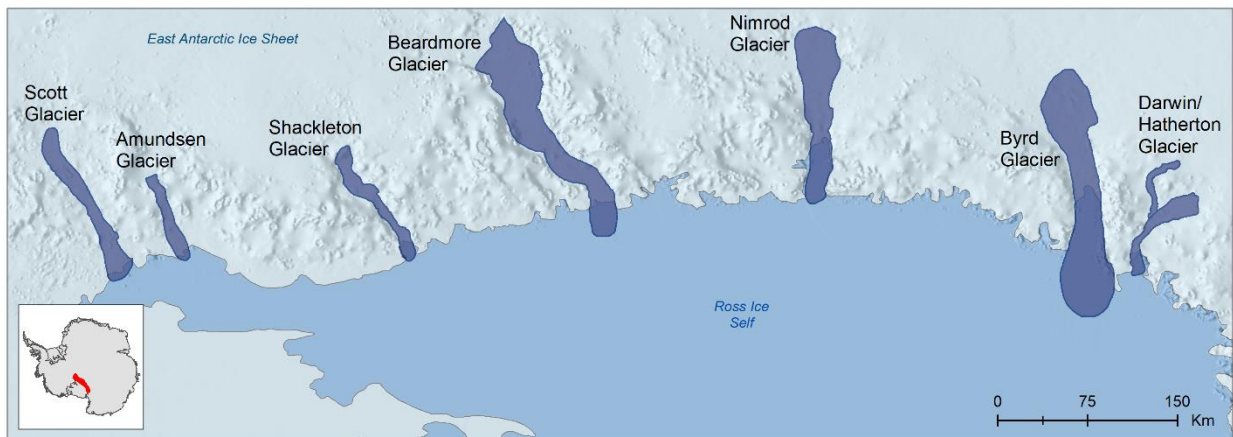 East Antarctic Ice Sheet
Beardmore
Glacier
Nimrod
Glacier
Scott
Glacier
Amundsen
Glacier
Shackleton
Glacier
Byrd
Glacier
Darwin/
Hatherton
Glacier
Ross Ice
Self
0 75 150
Km